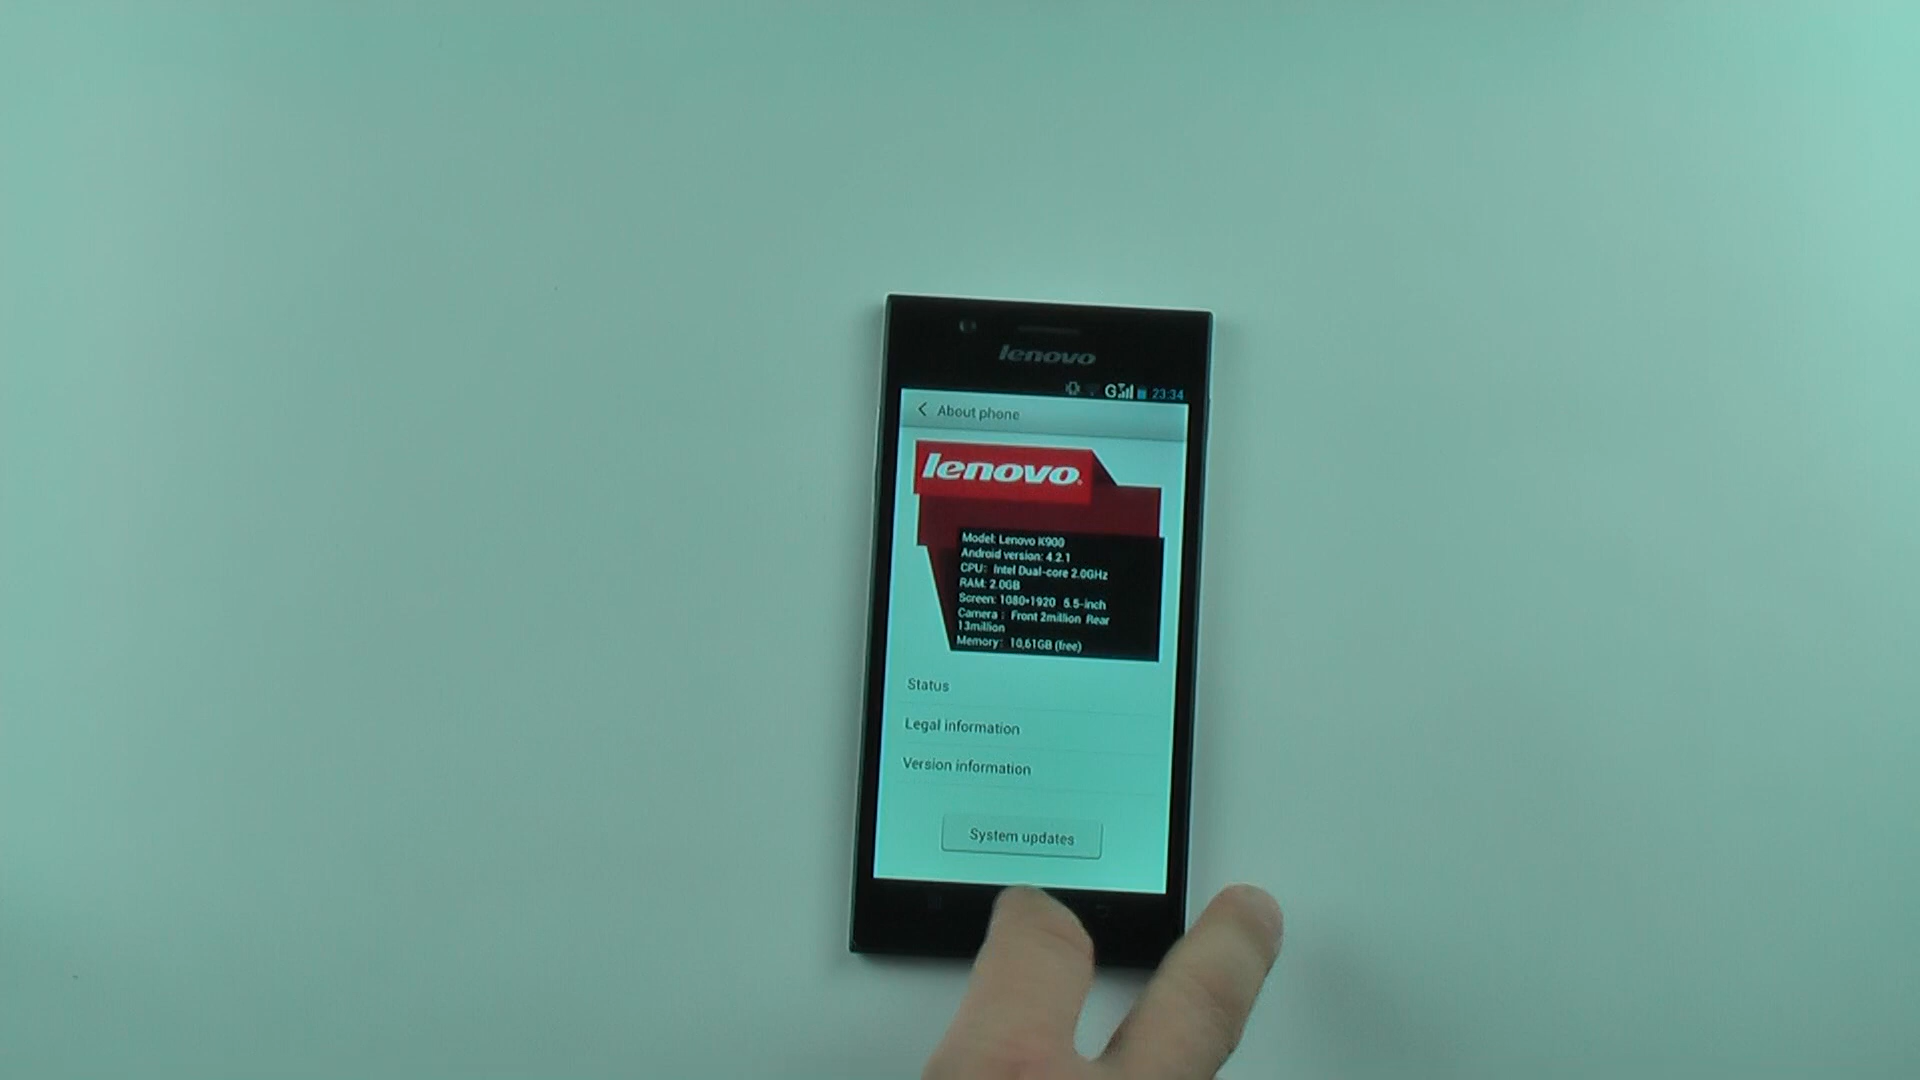 lenovo
G 23:34
About phone
lenovo
Model: Lenovo K900
Android version: 4.2.1
CPU: Intel Dual-core 2.0GHz
RAM: 2.0GB
Screen: 1080*1920 5.5-inch
Camera : Front 2million Rear
13million
Memory: 10.61GB (free)
Status
Legal information
Version information
System updates